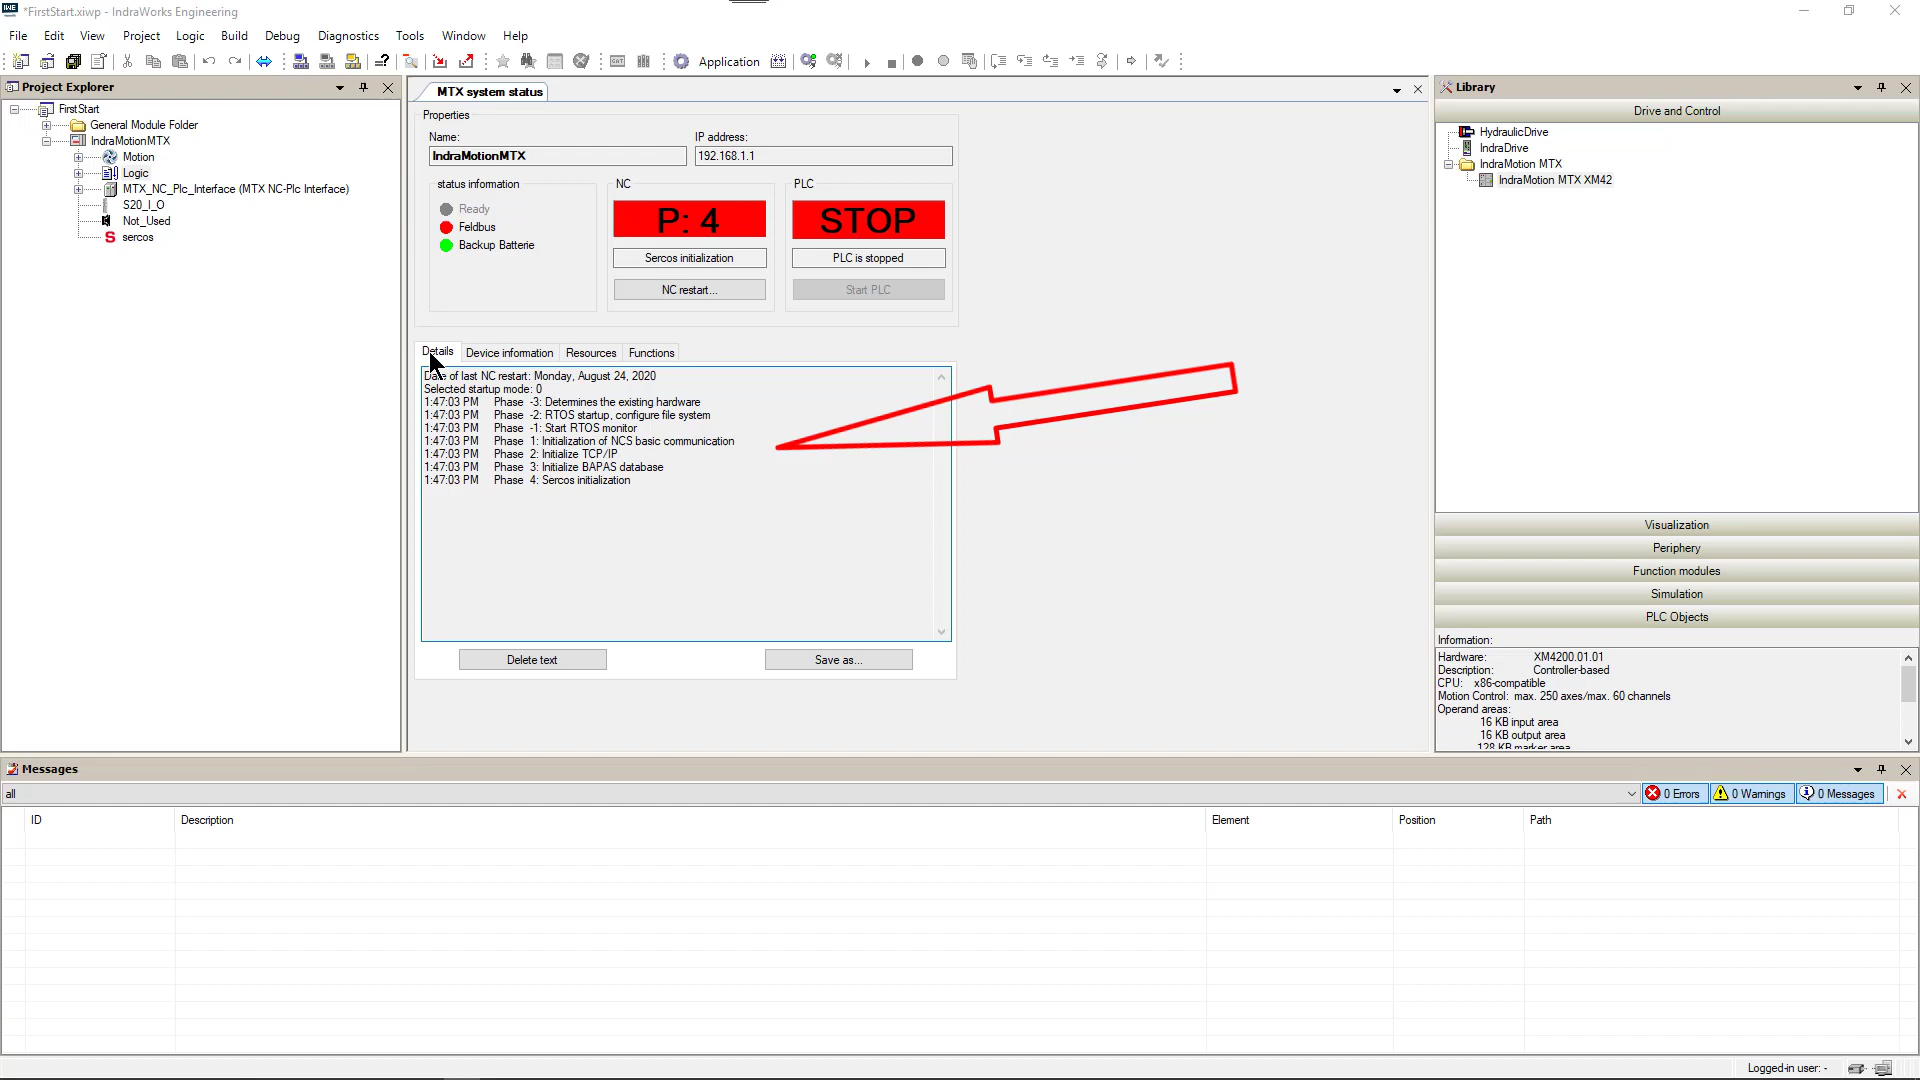 *FirstStart.xiwp - IndraWorks Engineering
File Edit View Project Logic Build Debug Diagnostics Tools Window Help
Application
Project Explorer
FirstStart
General Module Folder
IndraMotionMTX
Motion
Logic
MTX_NC_Plc_Interface (MTX NC-Plc Interface)
S20_I_O
Not_Used
sercos
MTX system status
Properties
Name:
IP address:
IndraMotionMTX
192.168.1.1
status information
Ready
Feldbus
Backup Batterie
NC
P: 4
Sercos initialization
NC restart...
PLC
STOP
PLC is stopped
Start PLC
Details Device information Resources Functions
Date of last NC restart: Monday, August 24, 2020
Selected startup mode: 0
1:47:03 PM Phase -3: Determines the existing hardware
1:47:03 PM Phase -2: RTOS startup, configure file system
1:47:03 PM Phase -1: Start RTOS monitor
1:47:03 PM Phase 1: Initialization of NCS basic communication
1:47:03 PM Phase 2: Initialize TCP/IP
1:47:03 PM Phase 3: Initialize BAPAS database
1:47:03 PM Phase 4: Sercos initialization
Delete text
Save as...
Library
Drive and Control
HydraulicDrive
IndraDrive
IndraMotion MTX
IndraMotion MTX XM42
Visualization
Periphery
Function modules
Simulation
PLC Objects
Information:
Hardware: XM4200.01.01
Description: Controller-based
CPU: x86-compatible
Motion Control: max. 250 axes/max. 60 channels
Operand areas:
16 KB input area
16 KB output area
128 KB marker area
Messages
all
0 Errors 0 Warnings 0 Messages
ID Description Element Position Path
Logged-in user: -